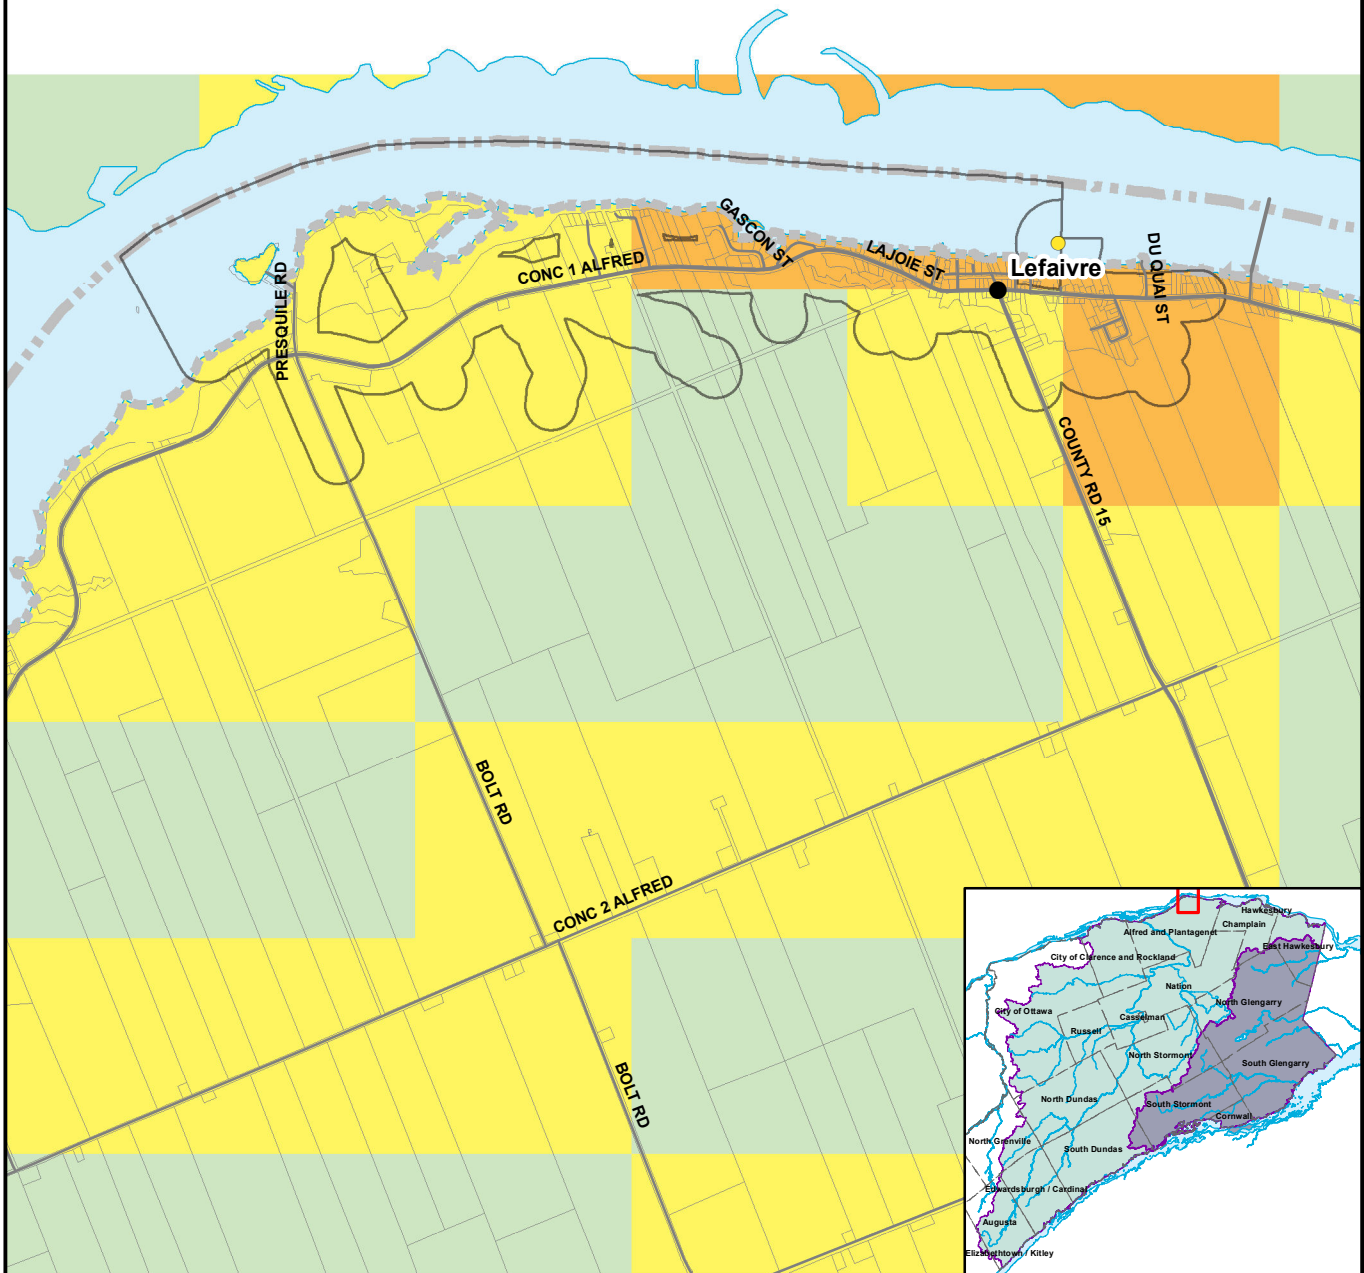 GASCON ST
LAJOIE ST
DU QUAI ST
CONC 1 ALFRED
Lefaivre
PRESQUILE RD
COUNTY RD 15
BOLT RD
CONC 2 ALFRED
BOLT RD
Hawkesbury
Champlain
Alfred and Plantagenet
East Hawkesbury
City of Clarence and Rockland
Nation
North Glengarry
City of Ottawa
Casselman
Russell
North Stormont
South Glengarry
North Dundas
South Stormont
Cornwall
North Grenville
South Dundas
Edwardsburgh / Cardinal
Augusta
Elizabethtown / Kitley